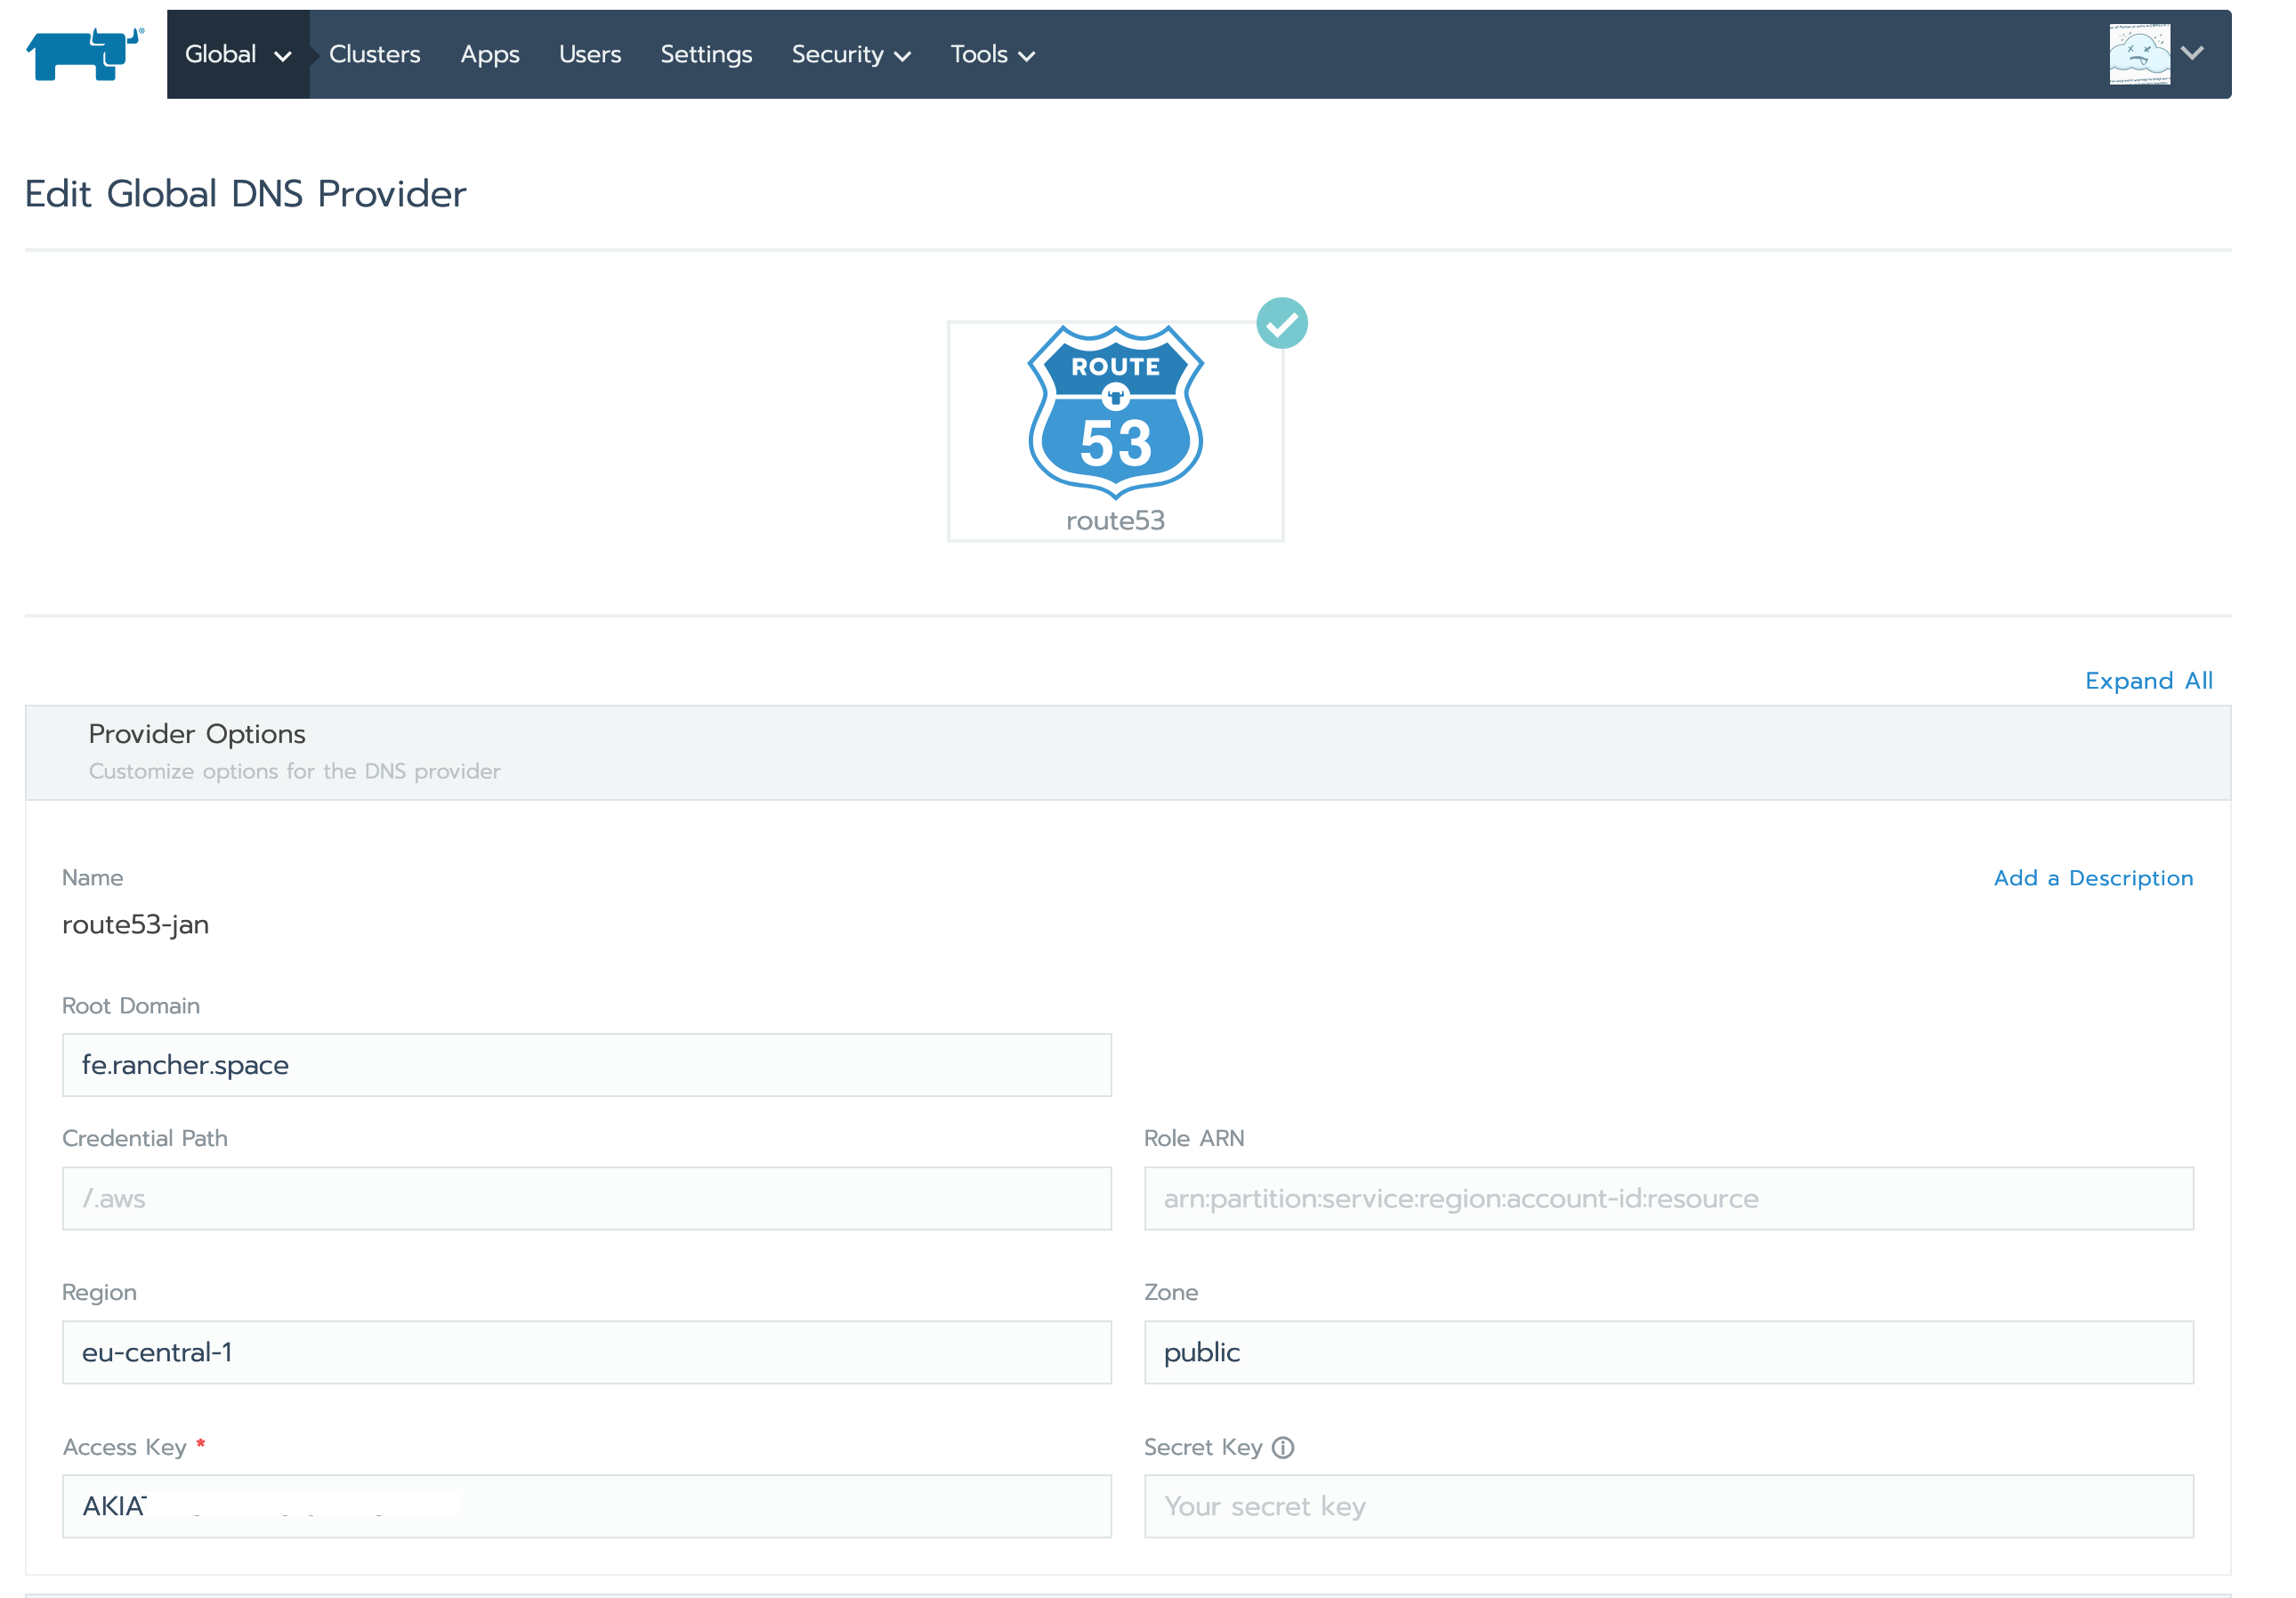 Global Clusters Apps Users Settings Security Tools
Edit Global DNS Provider
ROUTE
53
route53
Expand All
Provider Options
Customize options for the DNS provider
Name Add a Description
route53-jan
Root Domain
fe.rancher.space
Credential Path Role ARN
/.aws arn:partition:service:region:account-id:resource
Region Zone
eu-central-1 public
Access Key * Secret Key
AKIA Your secret key